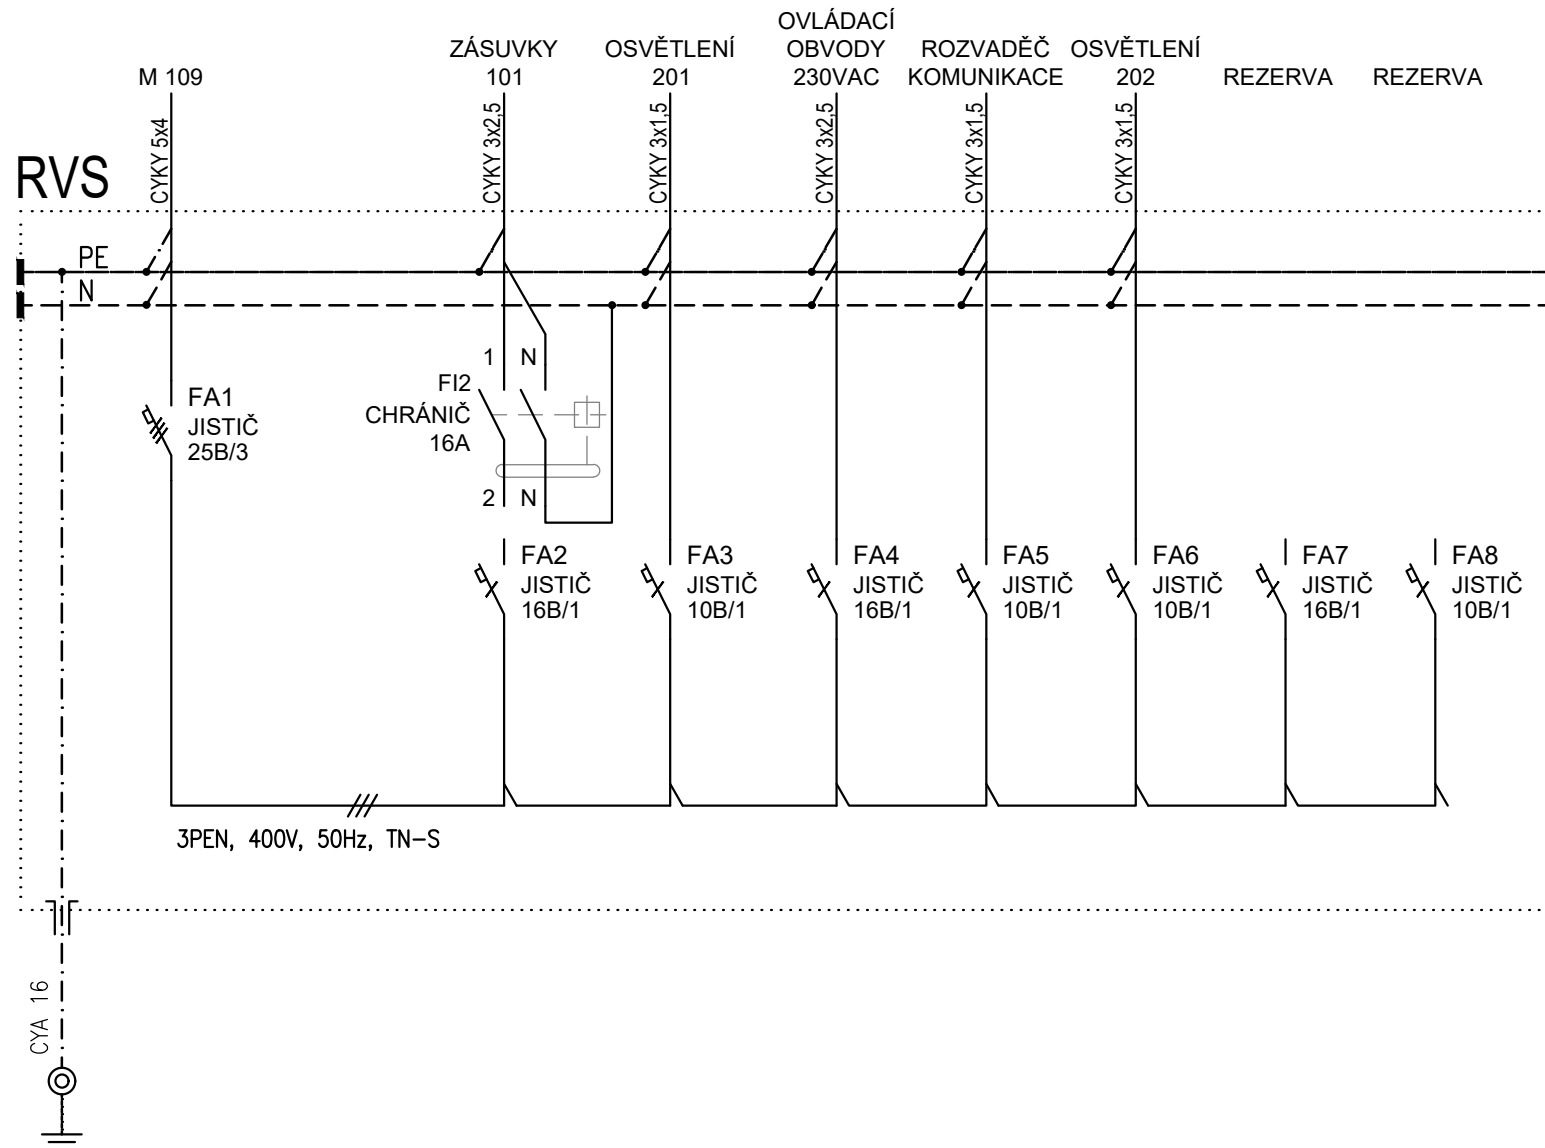 M 109
ZÁSUVKY
101
OSVĚTLENÍ
201
OVLÁDACÍ
OBVODY
230VAC
ROZVADĚČ
KOMUNIKACE
OSVĚTLENÍ
202
REZERVA
REZERVA
CYKY 5x4
CYKY 3x2,5
CYKY 3x1,5
CYKY 3x2,5
CYKY 3x1,5
CYKY 3x1,5
RVS
PE
N
1 N
FI2
CHRÁNIČ
16A
2 N
FA1
JISTIČ
25B/3
FA2
JISTIČ
16B/1
FA3
JISTIČ
10B/1
FA4
JISTIČ
16B/1
FA5
JISTIČ
10B/1
FA6
JISTIČ
10B/1
FA7
JISTIČ
16B/1
FA8
JISTIČ
10B/1
3PEN, 400V, 50Hz, TN-S
CYA 16